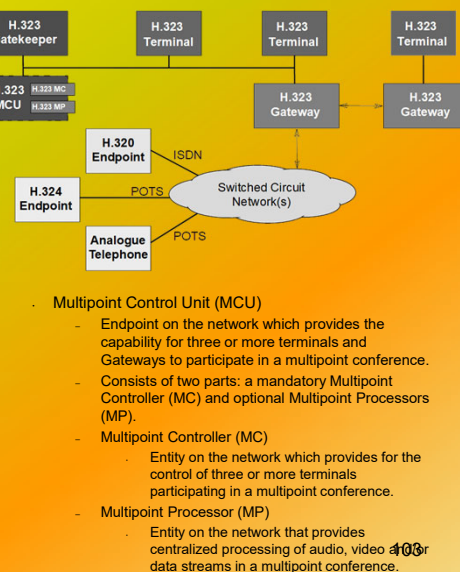 H.323 H.323 H.323 H.323
atekeeper Terminal Terminal Terminal
.323 H.323 MC
MCU H.323 MP
H.323 H.323
Gateway Gateway
H.320
Endpoint
ISDN
H.324
Endpoint
POTS
Switched Circuit
Network(s)
Analogue
Telephone
POTS
· Multipoint Control Unit (MCU)
– Endpoint on the network which provides the
capability for three or more terminals and
Gateways to participate in a multipoint conference.
– Consists of two parts: a mandatory Multipoint
Controller (MC) and optional Multipoint Processors
(MP).
– Multipoint Controller (MC)
· Entity on the network which provides for the
control of three or more terminals
participating in a multipoint conference.
– Multipoint Processor (MP)
· Entity on the network that provides
centralized processing of audio, video and/or
data streams in a multipoint conference.
103